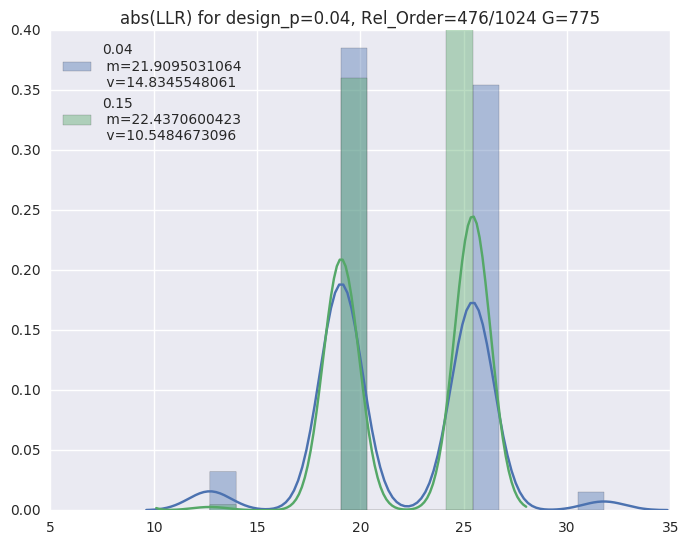 abs(LLR) for design_p=0.04, Rel_Order=476/1024 G=775
0.40
0.35
0.30
0.25
0.20
0.15
0.10
0.05
0.00
0.04
m=21.9095031064
v=14.8345548061
0.15
m=22.4370600423
v=10.5484673096
5 10 15 20 25 30 35